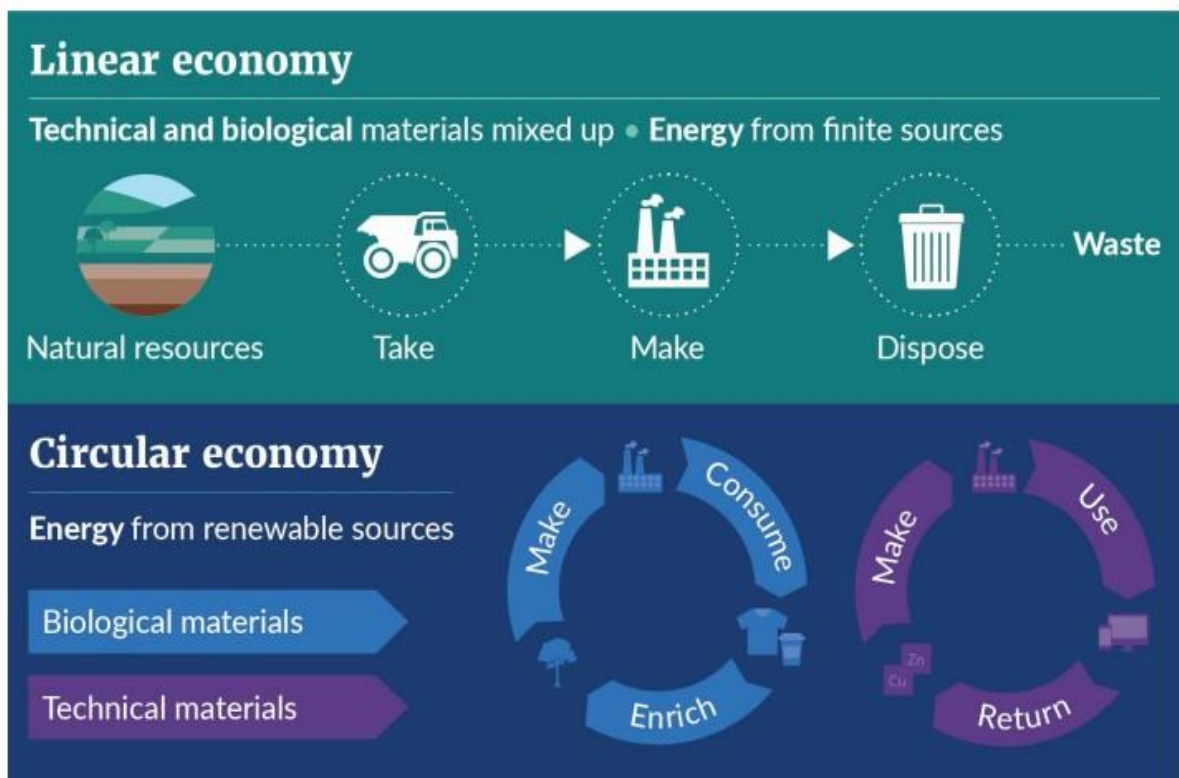 Linear economy
Technical and biological materials mixed up • Energy from finite sources
Waste
Natural resources
Take
Make
Dispose
Circular economy
Energy from renewable sources
Biological materials
Technical materials
Make
Consume
Enrich
Make
Use
Return
Zn
Cu